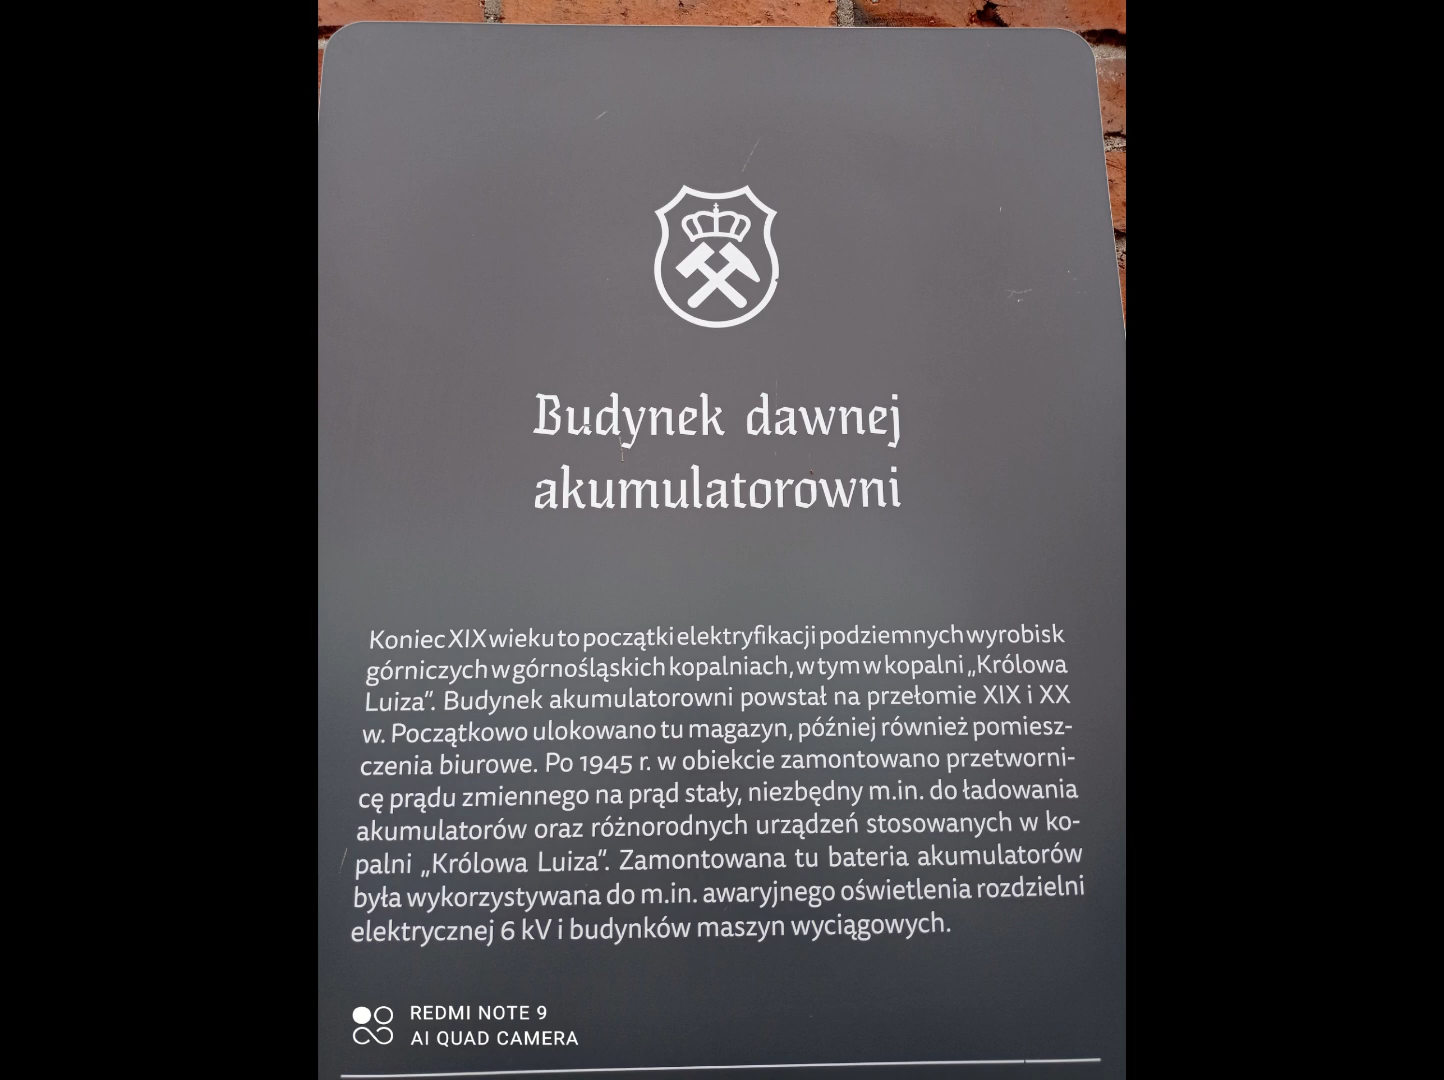 Budynek dawnej
akumulatorowni
Koniec XIX wieku to początki elektryfikacji podziemnych wyrobisk
górniczych w górnośląskich kopalniach, w tym w kopalni „Królowa
Luiza”. Budynek akumulatorowni powstał na przełomie XIX i XX
w. Początkowo ulokowano tu magazyn, później również pomiesz-
czenia biurowe. Po 1945 r. w obiekcie zamontowano przetworni-
cę prądu zmiennego na prąd stały, niezbędny m.in. do ładowania
akumulatorów oraz różnorodnych urządzeń stosowanych w ko-
palni „Królowa Luiza”. Zamontowana tu bateria akumulatorów
była wykorzystywana do m.in. awaryjnego oświetlenia rozdzielni
elektrycznej 6 kV i budynków maszyn wyciągowych.
REDMI NOTE 9
AI QUAD CAMERA